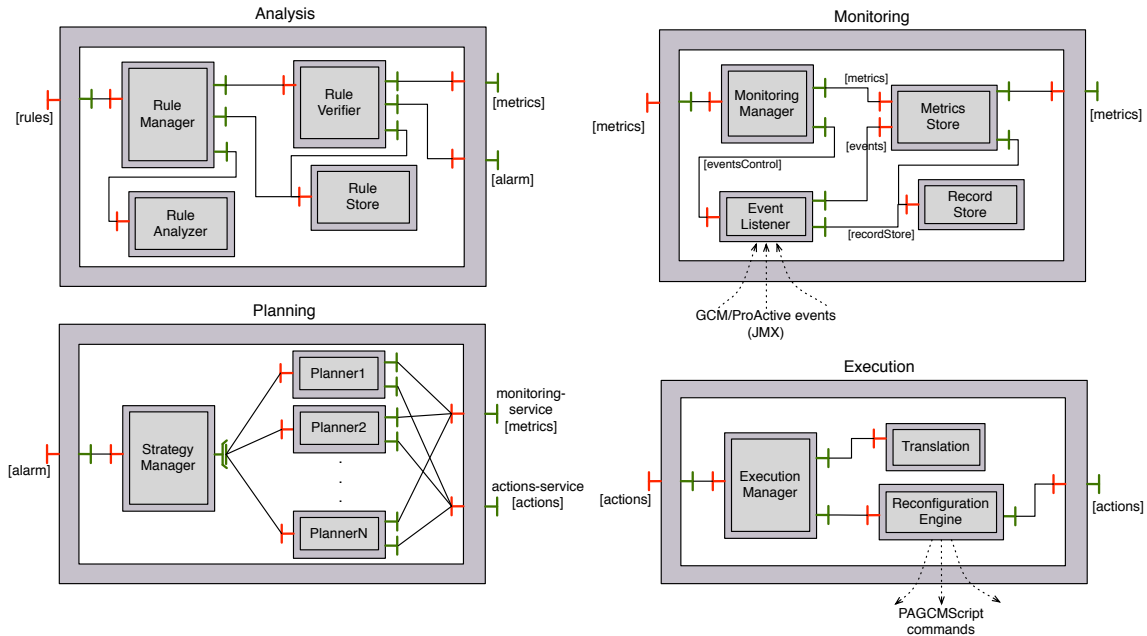 Analysis
[rules]
Rule
Manager
Rule
Verifier
[metrics]
[alarm]
Rule
Analyzer
Rule
Store
Monitoring
[metrics]
Monitoring
Manager
[metrics]
Metrics
Store
[metrics]
[events]
[eventsControl]
Event
Listener
[recordStore]
Record
Store
GCM/ProActive events
(JMX)
Planning
[alarm]
Strategy
Manager
Planner1
Planner2
.
.
.
PlannerN
monitoring-
service
[metrics]
actions-service
[actions]
Execution
[actions]
Execution
Manager
Translation
Reconfiguration
Engine
[actions]
PAGCMScript
commands